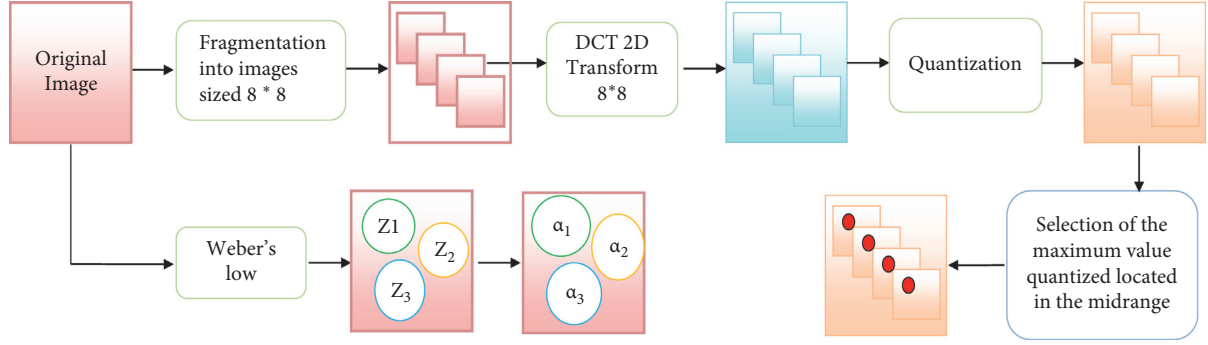 Original
Image
Fragmentation
into images
sized 8 * 8
DCT 2D
Transform
8*8
Quantization
Weber's
low
Z1
Z₂
Z₃
α₁
α₂
α₃
Selection of the
maximum value
quantized located
in the midrange